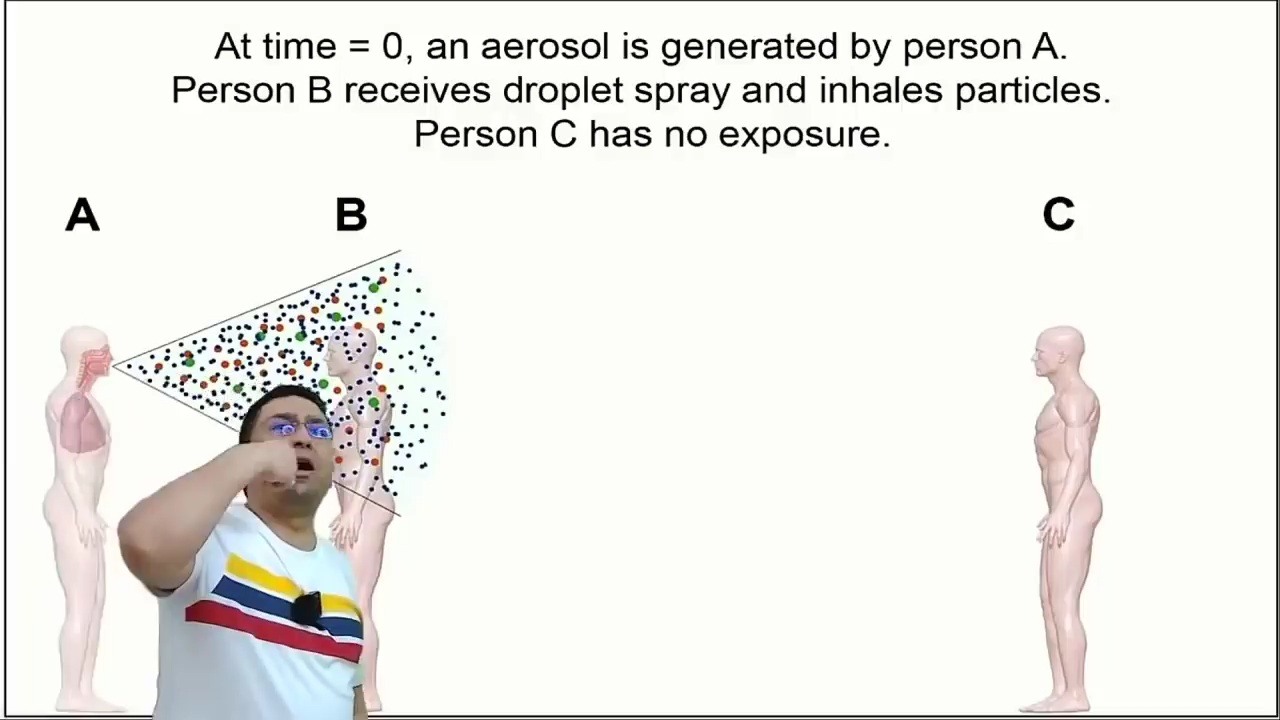 At time = 0, an aerosol is generated by person A.
Person B receives droplet spray and inhales particles.
Person C has no exposure.
A
B
C